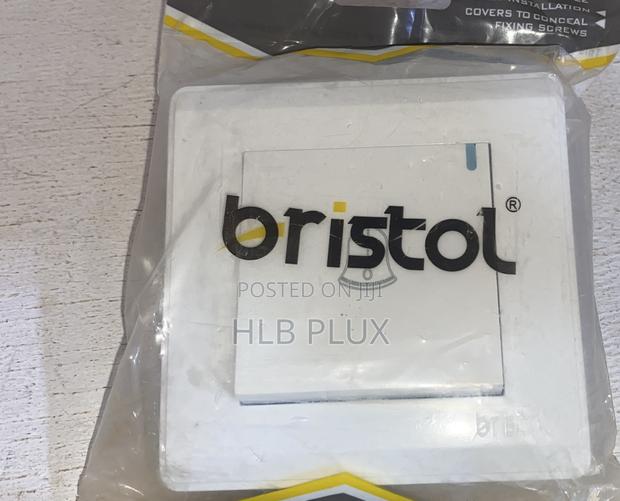 INSTALLATION
COVERS TO CONCEAL
FIXING SCREWS
bristol®
POSTED ON JIJI
HLB PLUX